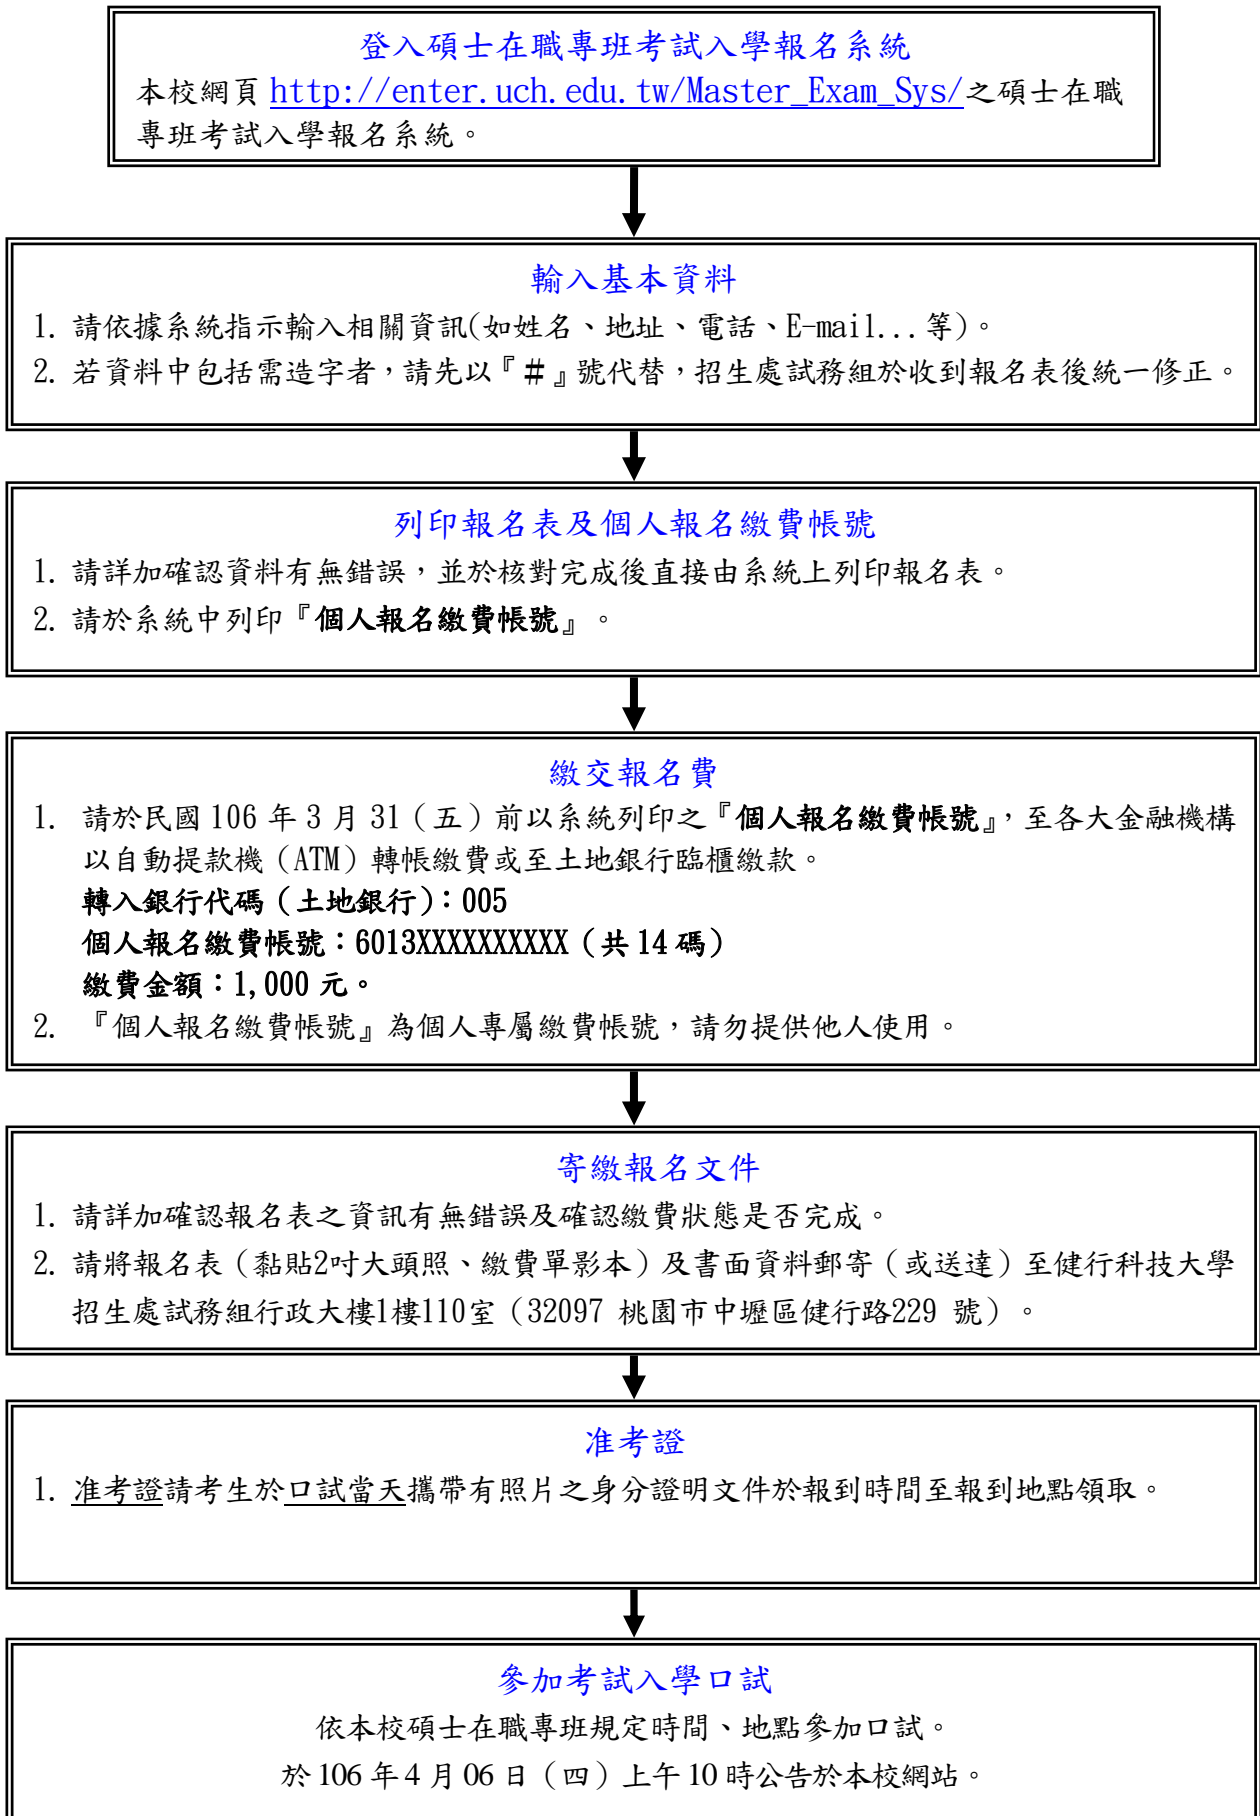 登入碩士在職專班考試入學報名系統
本校網頁 http://enter.uch.edu.tw/Master_Exam_Sys/之碩士在職
專班考試入學報名系統。
輸入基本資料
1. 請依據系統指示輸入相關資訊(如姓名、地址、電話、E-mail...等)。
2. 若資料中包括需造字者，請先以『＃』號代替，招生處試務組於收到報名表後統一修正。
列印報名表及個人報名繳費帳號
1. 請詳加確認資料有無錯誤，並於核對完成後直接由系統上列印報名表。
2. 請於系統中列印『個人報名繳費帳號』。
繳交報名費
1. 請於民國 106 年 3 月 31（五）前以系統列印之『個人報名繳費帳號』，至各大金融機構
以自動提款機（ATM）轉帳繳費或至土地銀行臨櫃繳款。
轉入銀行代碼（土地銀行）：005
個人報名繳費帳號：6013XXXXXXXXXX（共 14 碼）
繳費金額：1,000 元。
2. 『個人報名繳費帳號』為個人專屬繳費帳號，請勿提供他人使用。
寄繳報名文件
1. 請詳加確認報名表之資訊有無錯誤及確認繳費狀態是否完成。
2. 請將報名表（黏貼2吋大頭照、繳費單影本）及書面資料郵寄（或送達）至健行科技大學
招生處試務組行政大樓1樓110室（32097 桃園市中壢區健行路229 號）。
准考證
1. 准考證請考生於口試當天攜帶有照片之身分證明文件於報到時間至報到地點領取。
參加考試入學口試
依本校碩士在職專班規定時間、地點參加口試。
於 106 年 4 月 06 日（四）上午 10 時公告於本校網站。